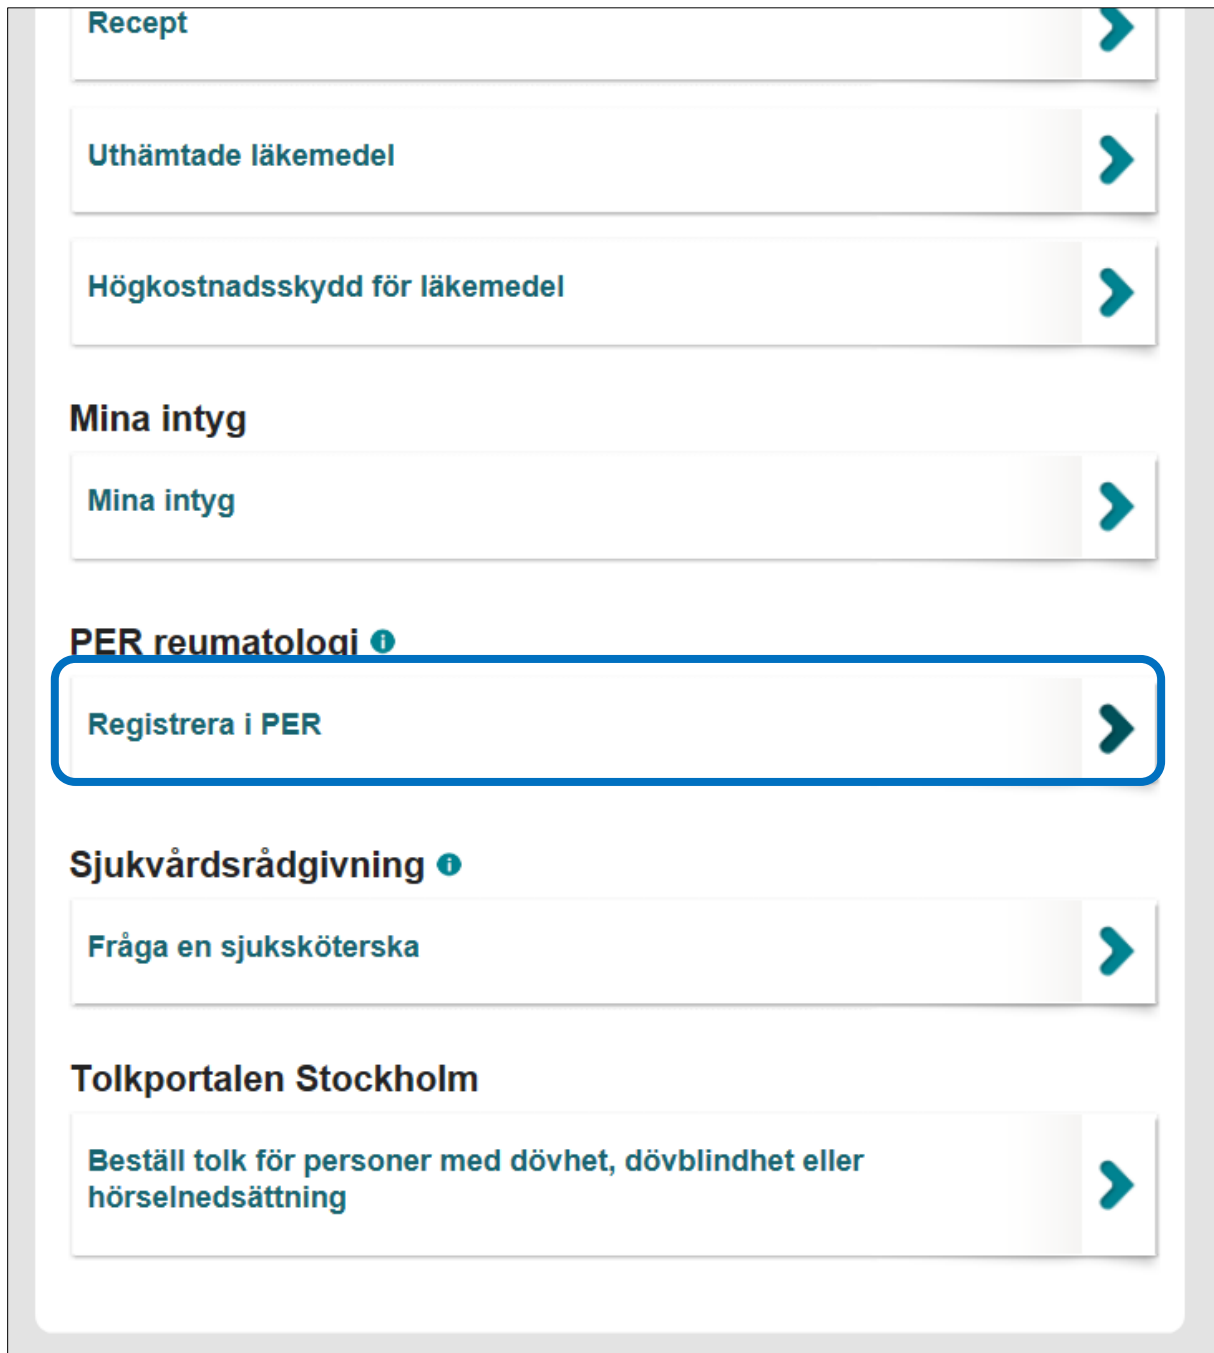 Recept
Uthämtade läkemedel
Högkostnadsskydd för läkemedel
Mina intyg
Mina intyg
PER reumatologi
Registrera i PER
Sjukvårdsrådgivning
Fråga en sjuksköterska
Tolkportalen Stockholm
Beställ tolk för personer med dövhet, dövblindhet eller
hörselnedsättning